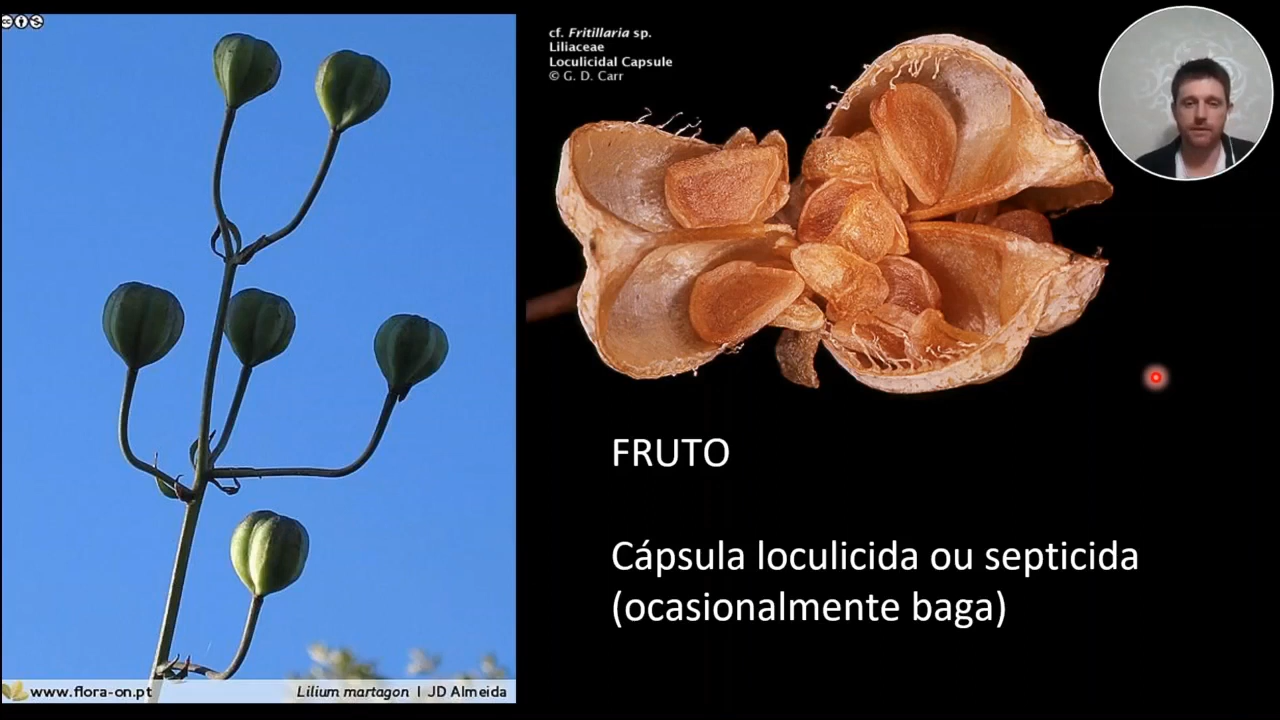 cf. Fritillaria sp.
Liliaceae
Loculicidal Capsule
© G. D. Carr
FRUTO
Cápsula loculicida ou septicida
(ocasionalmente baga)
www.flora-on.pt
Lilium martagon | JD Almeida